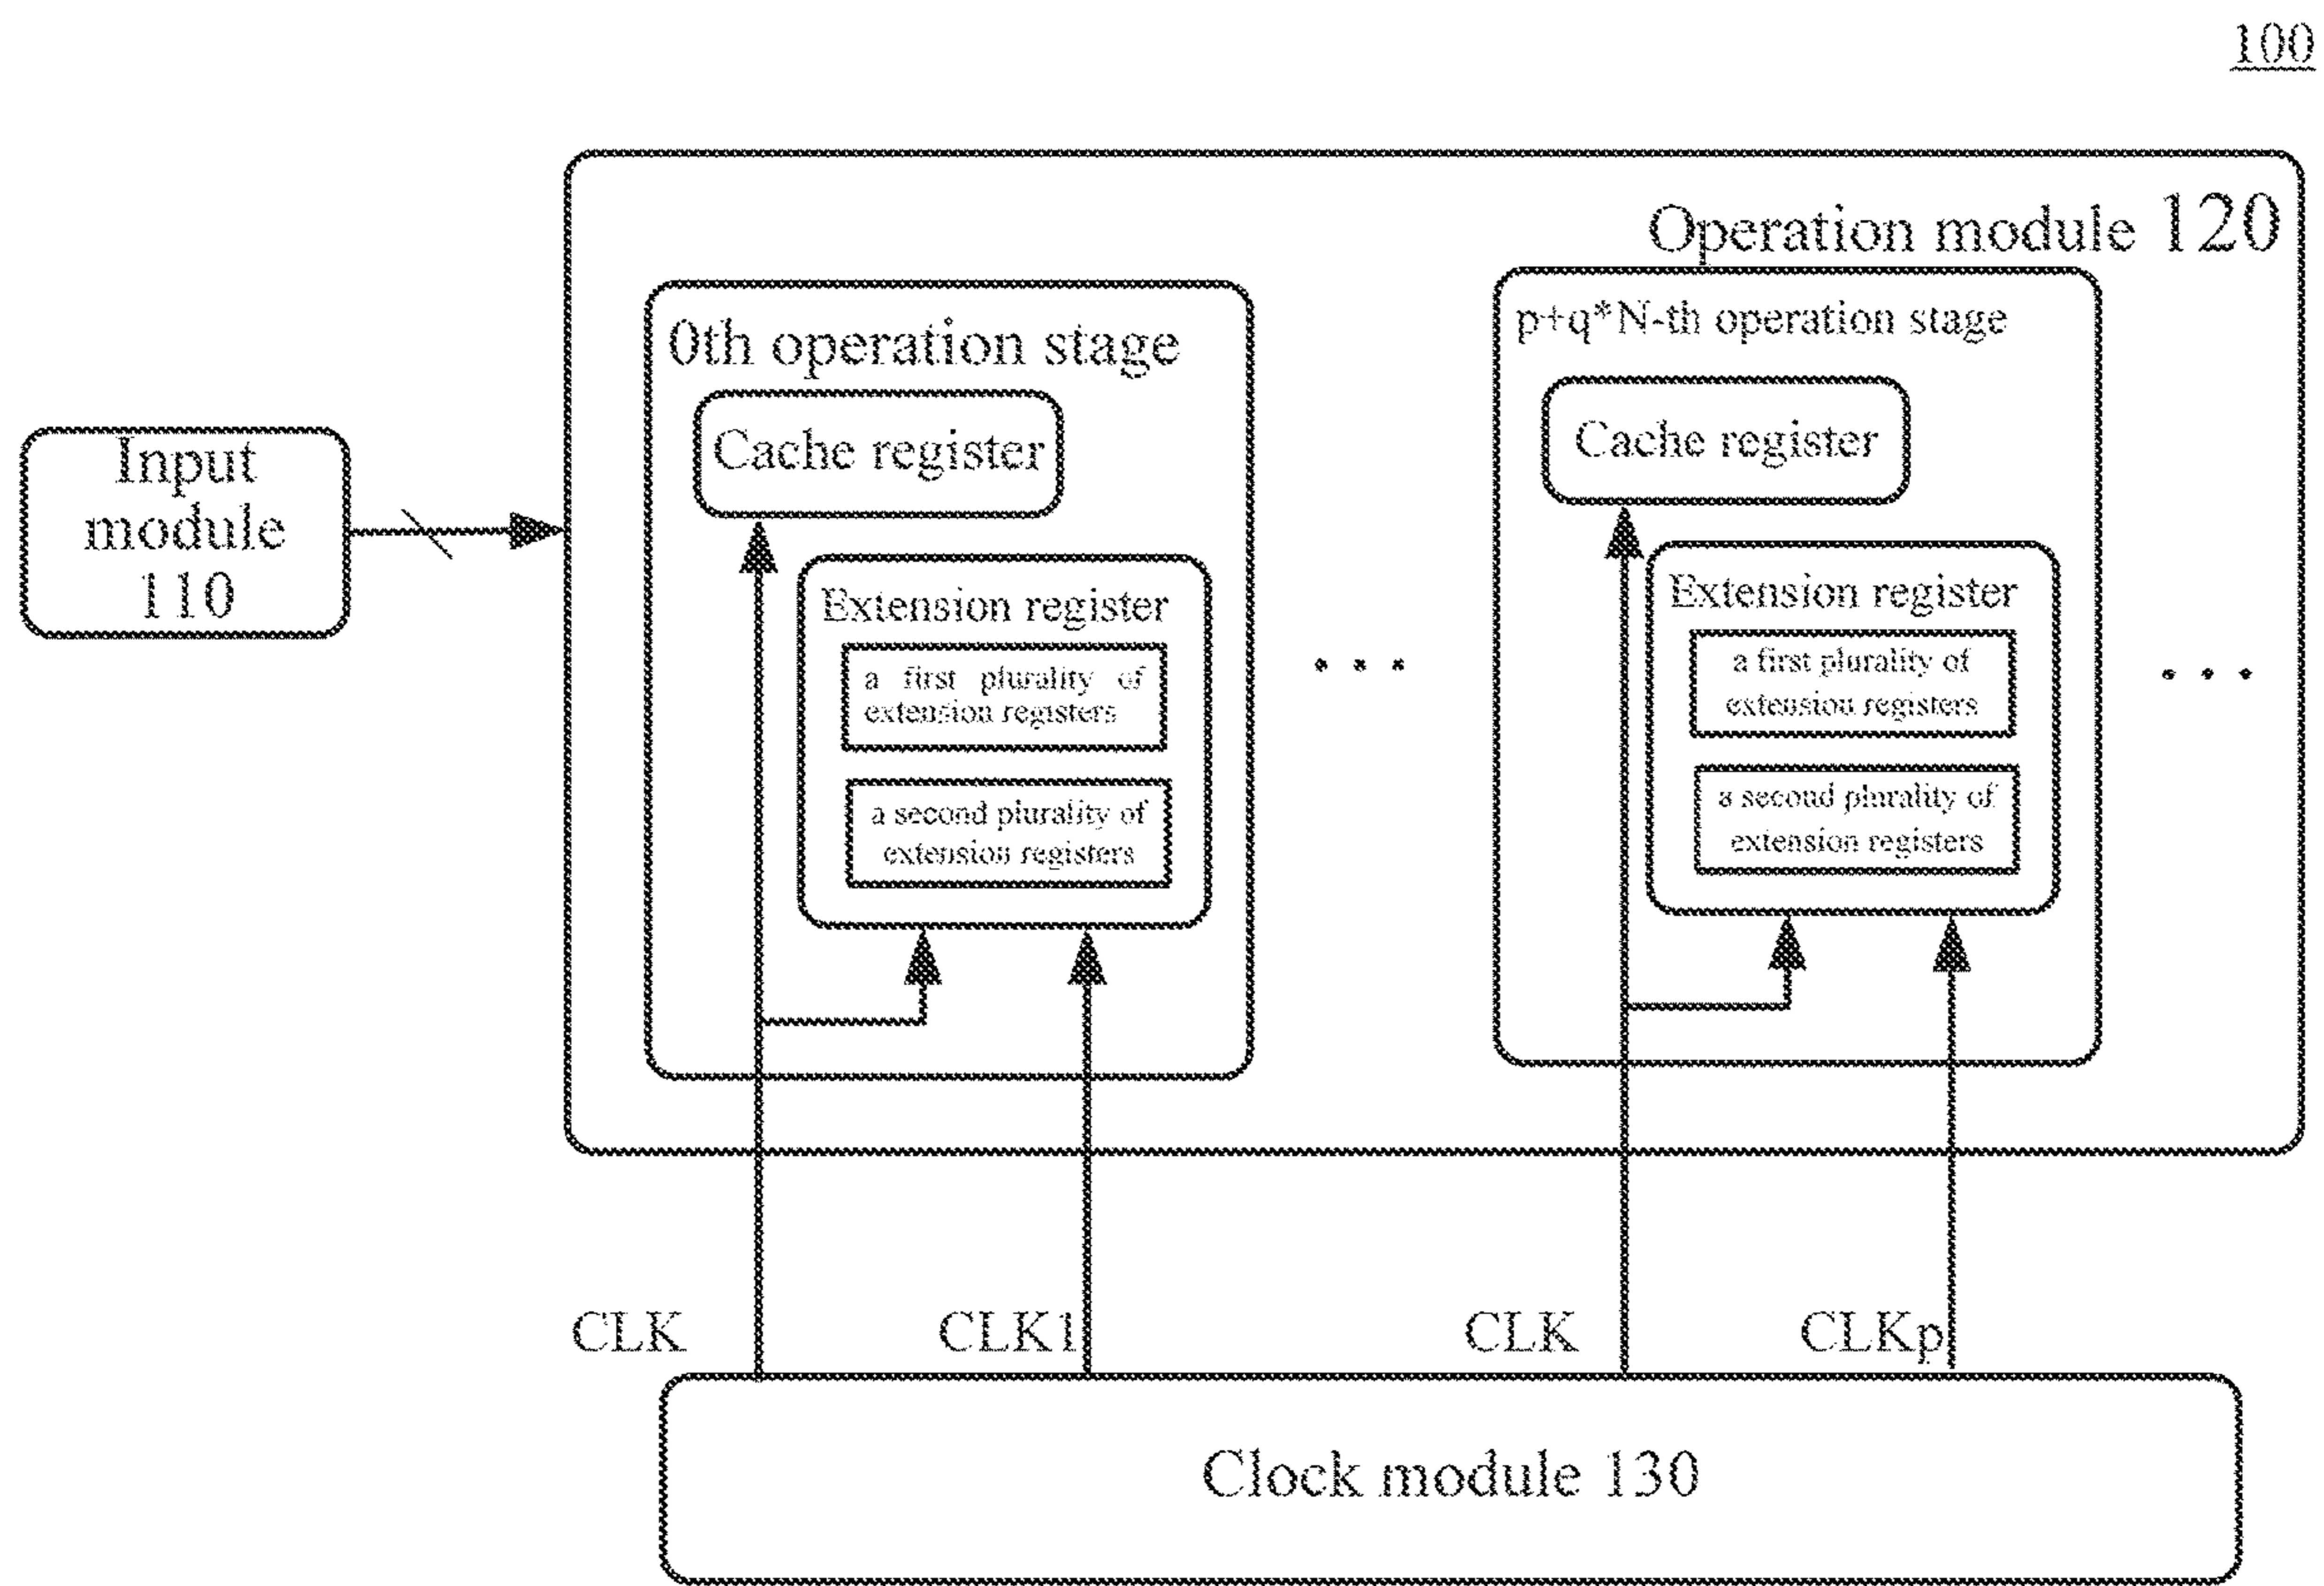 100
Operation module 120
0th operation stage
Cache register
Extension register
a first plurality of
extension registers
a second plurality of
extension registers
. . .
p+q*N-th operation stage
Cache register
Extension register
a first plurality of
extension registers
a second plurality of
extension registers
. . .
Input
module
110
CLK
CLK1
CLK
CLKp
Clock module 130